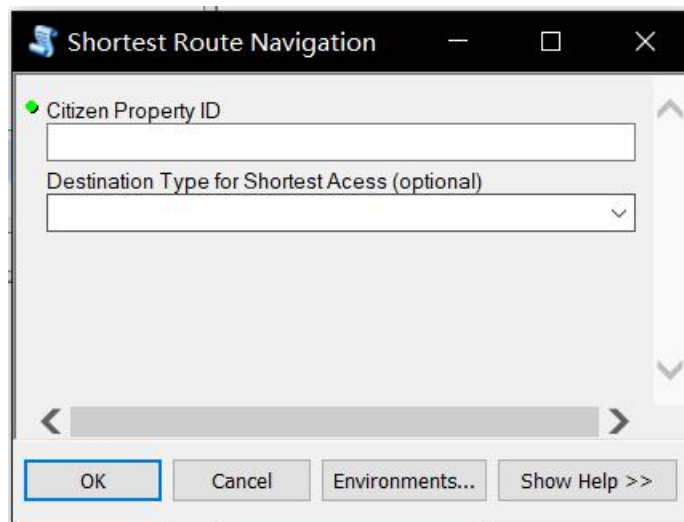 Shortest Route Navigation
Citizen Property ID
Destination Type for Shortest Acess (optional)
OK Cancel Environments... Show Help >>